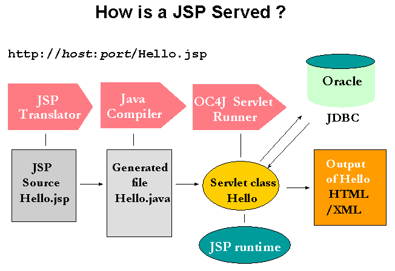 How is a JSP Served ?
http://host:port/Hello.jsp
JSP
Translator
Java
Compiler
OC4J Servlet
Runner
Oracle
JDBC
JSP
Source
Hello.jsp
Generated
file
Hello.java
Servlet class
Hello
Output
of Hello
HTML
/XML
JSP runtime